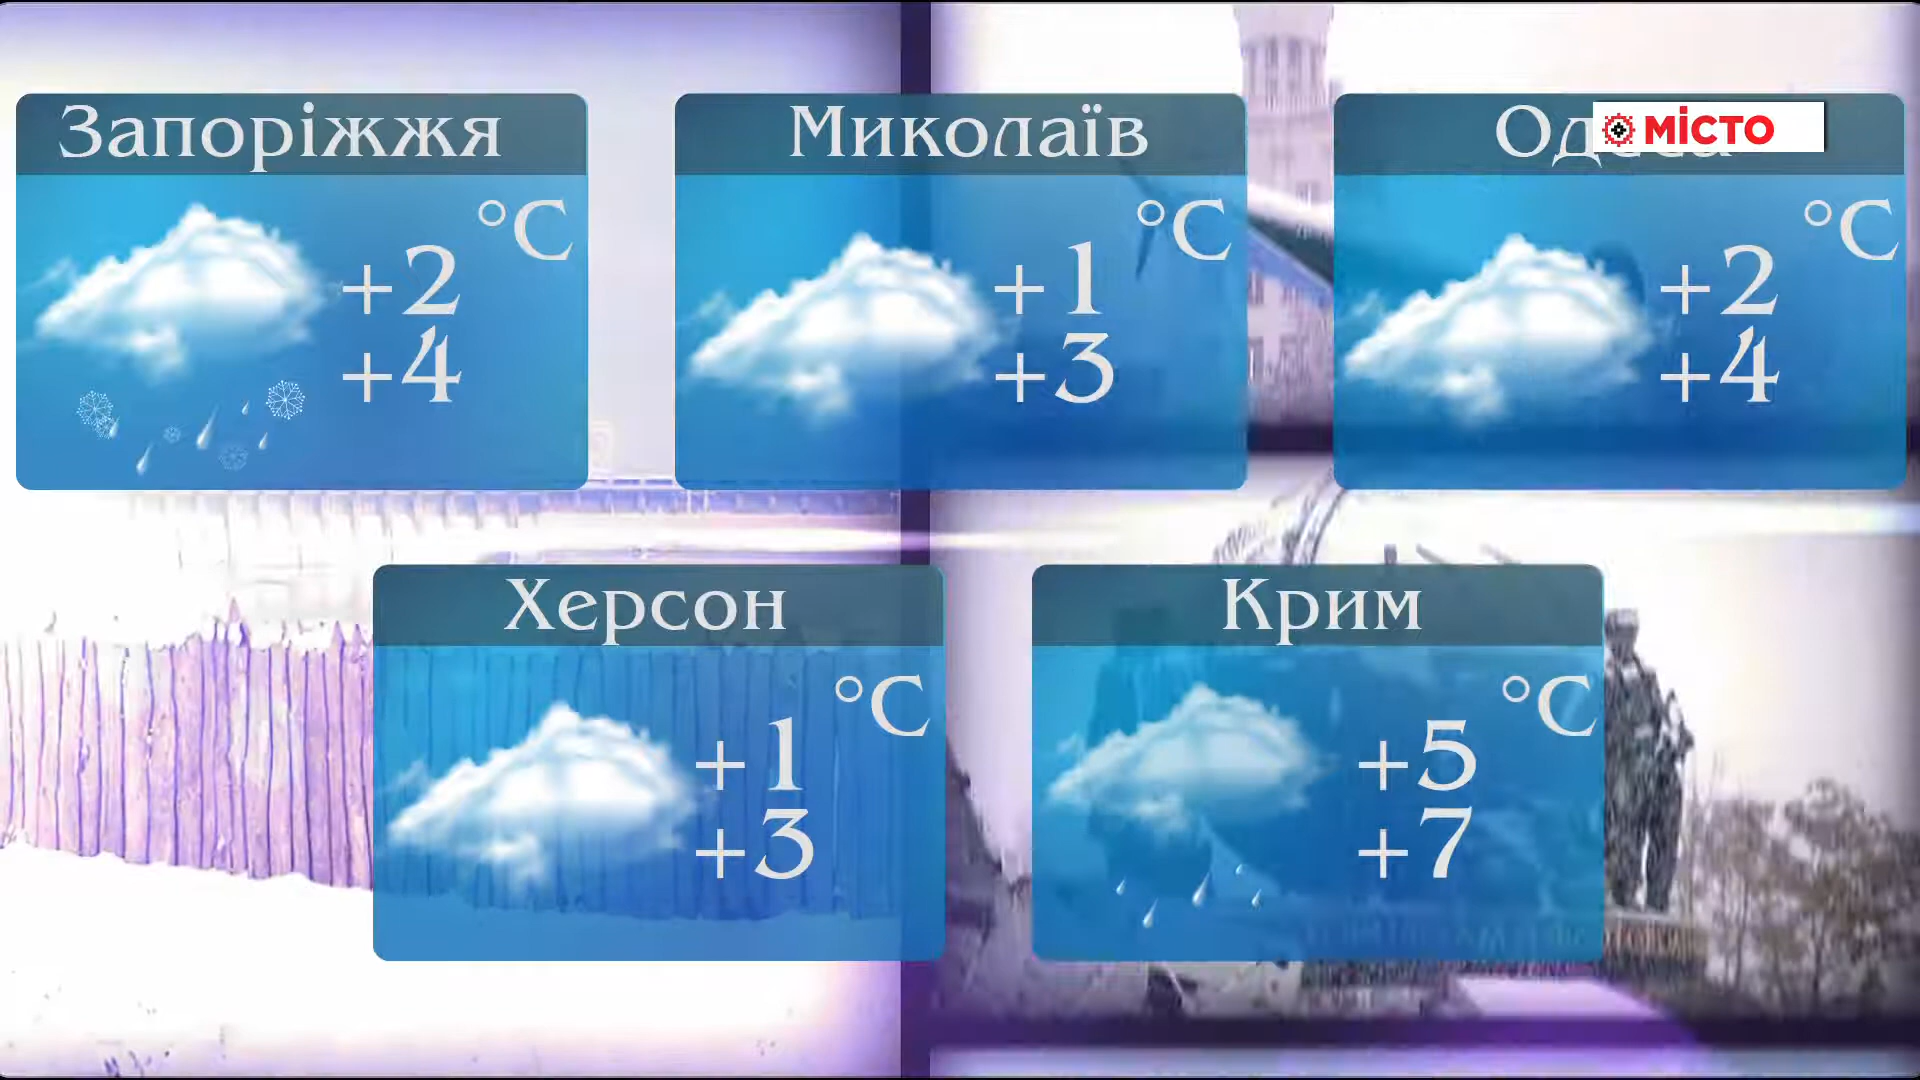 Запоріжжя
°C
+2
+4
Миколаїв
°C
+1
+3
МІСТО
°C
+2
+4
Херсон
°C
+1
+3
Крим
°C
+5
+7